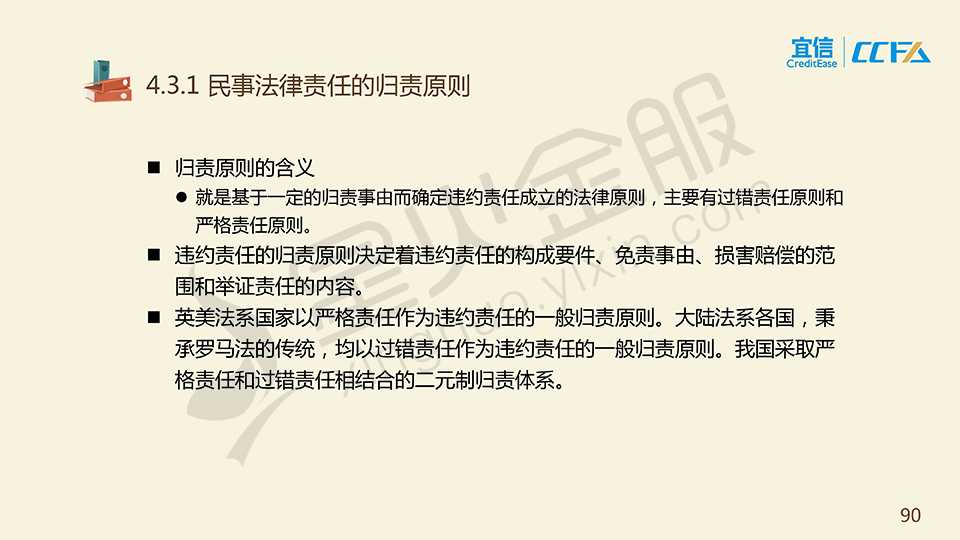 宜信
CreditEase
CCFA
4.3.1 民事法律责任的归责原则
■ 归责原则的含义
● 就是基于一定的归责事由而确定违约责任成立的法律原则，主要有过错责任原则和
严格责任原则。
■ 违约责任的归责原则决定着违约责任的构成要件、免责事由、损害赔偿的范
围和举证责任的内容。
■ 英美法系国家以严格责任作为违约责任的一般归责原则。大陆法系各国，秉
承罗马法的传统，均以过错责任作为违约责任的一般归责原则。我国采取严
格责任和过错责任相结合的二元制归责体系。
星火金服
xinghuo.yixin.com
90